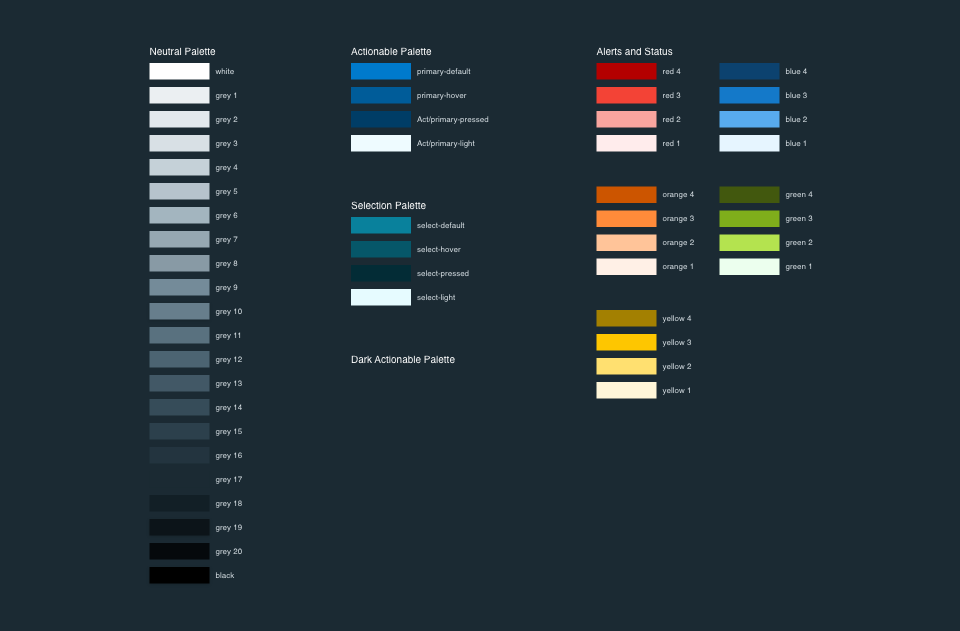 Neutral Palette
white
grey 1
grey 2
grey 3
grey 4
grey 5
grey 6
grey 7
grey 8
grey 9
grey 10
grey 11
grey 12
grey 13
grey 14
grey 15
grey 16
grey 17
grey 18
grey 19
grey 20
black
Actionable Palette
primary-default
primary-hover
Act/primary-pressed
Act/primary-light
Selection Palette
select-default
select-hover
select-pressed
select-light
Dark Actionable Palette
Alerts and Status
red 4
red 3
red 2
red 1
blue 4
blue 3
blue 2
blue 1
orange 4
orange 3
orange 2
orange 1
green 4
green 3
green 2
green 1
yellow 4
yellow 3
yellow 2
yellow 1